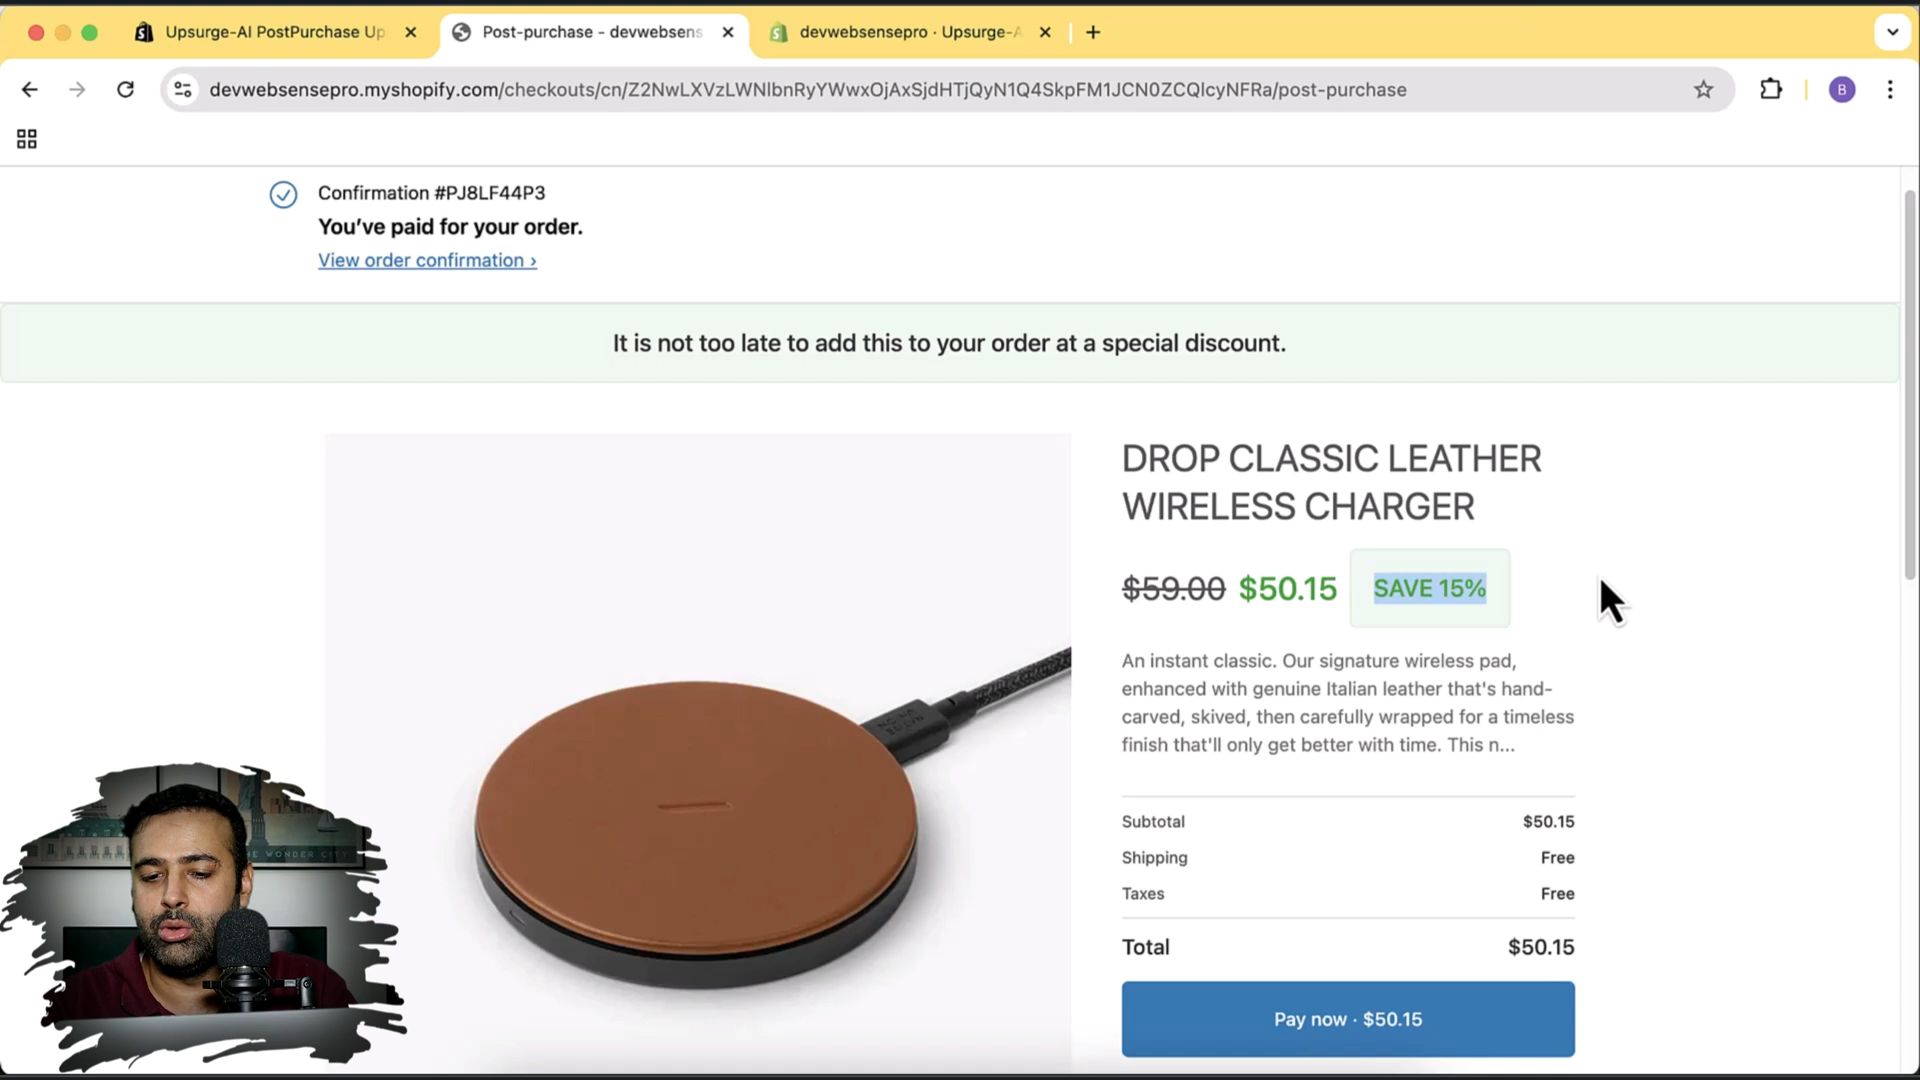 Upsurge-AI PostPurchase Up
Post-purchase - devwebsens
devwebsensepro · Upsurge-A
devwebsensepro.myshopify.com/checkouts/cn/Z2NwLXVzLWNlbnRyYWwxOjAxSjdHTjQyN1Q4SkpFM1JCN0ZCQlcyNFRa/post-purchase
B
Confirmation #PJ8LF44P3
You’ve paid for your order.
View order confirmation ›
It is not too late to add this to your order at a special discount.
DROP CLASSIC LEATHER
WIRELESS CHARGER
$59.00 $50.15 SAVE 15%
An instant classic. Our signature wireless pad,
enhanced with genuine Italian leather that's hand-
carved, skived, then carefully wrapped for a timeless
finish that'll only get better with time. This n...
Subtotal $50.15
Shipping Free
Taxes Free
Total $50.15
Pay now · $50.15
E WONDER CITY